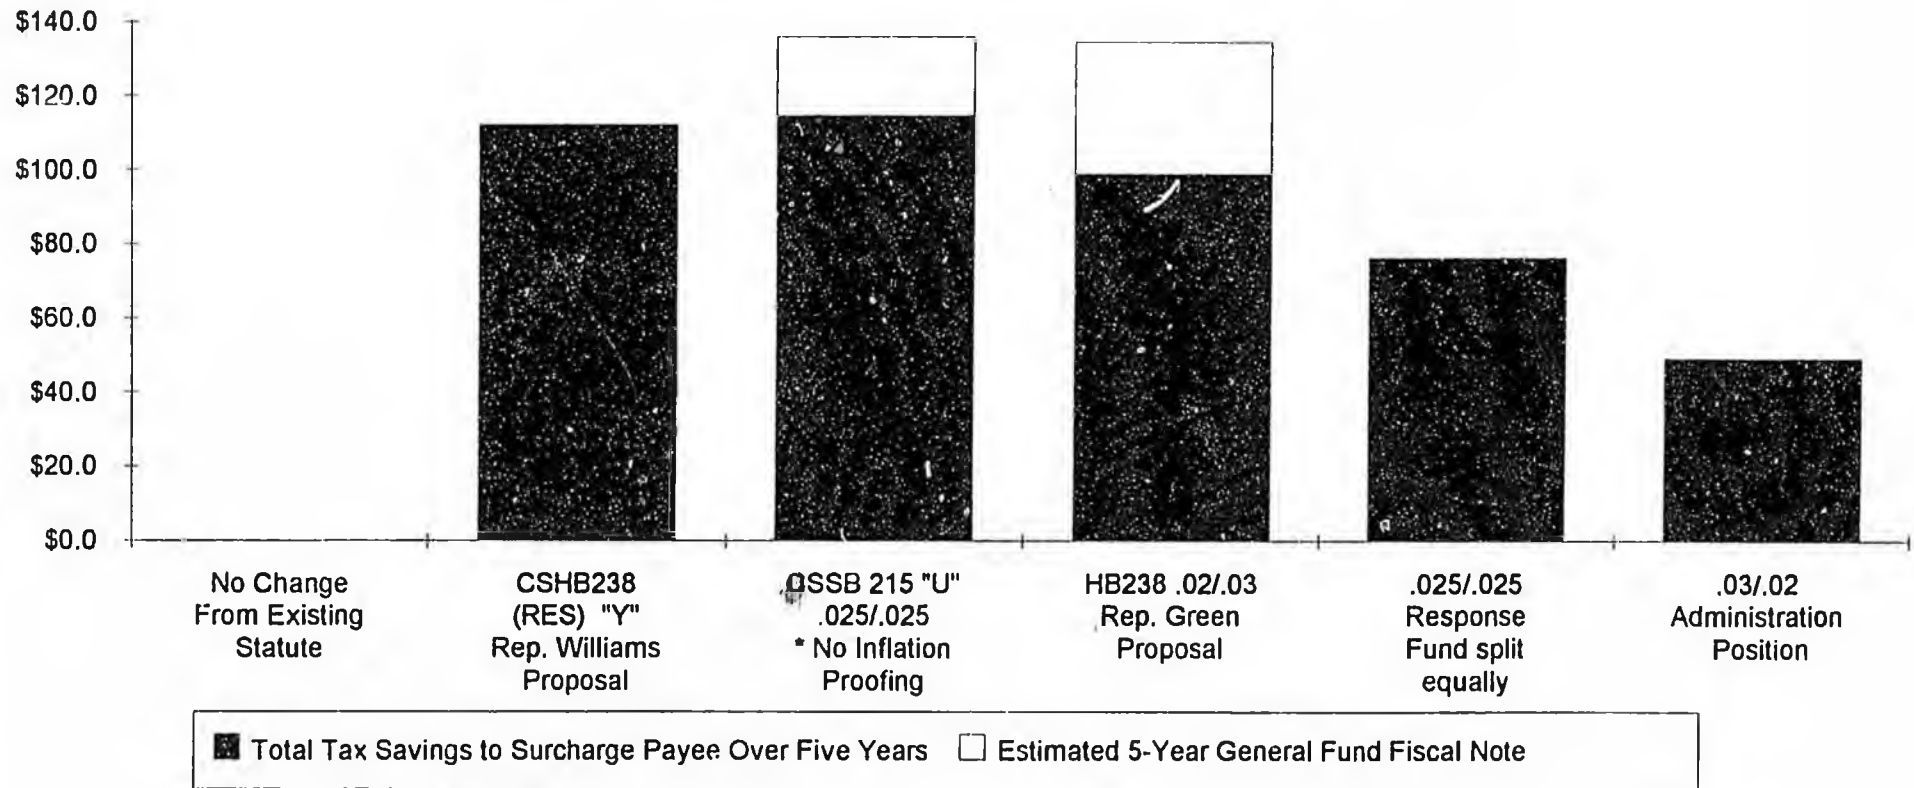 $140.0
$120.0
$100.0
$80.0
$60.0
$40.0
$20.0
$0.0
No Change
From Existing
Statute
CSHB238
(RES) "Y"
Rep. Williams
Proposal
CSSB 215 "U"
.025/.025
* No Inflation
Proofing
HB238 .02/.03
Rep. Green
Proposal
.025/.025
Response
Fund split
equally
.03/.02
Administration
Position
Total Tax Savings to Surcharge Payee Over Five Years
Estimated 5-Year General Fund Fiscal Note